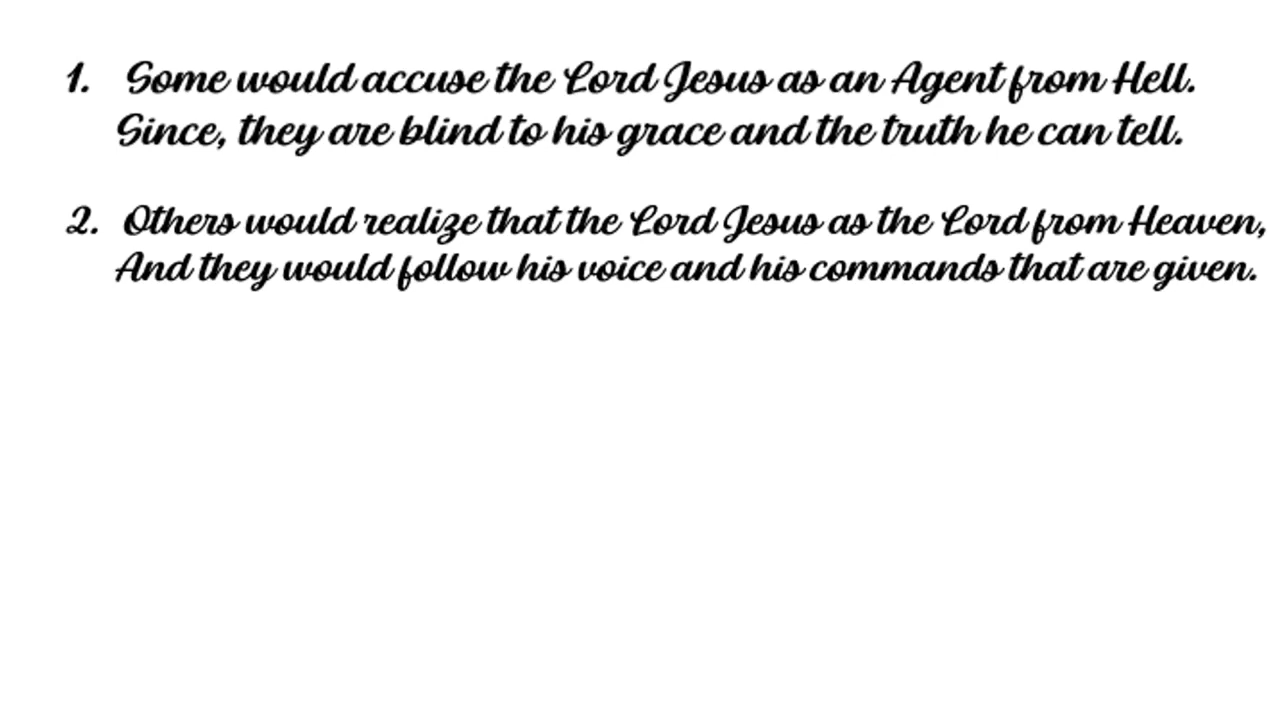 1. Some would accuse the Lord Jesus as an Agent from Hell.
Since, they are blind to his grace and the truth he can tell.
2. Others would realize that the Lord Jesus as the Lord from Heaven,
And they would follow his voice and his commands that are given.